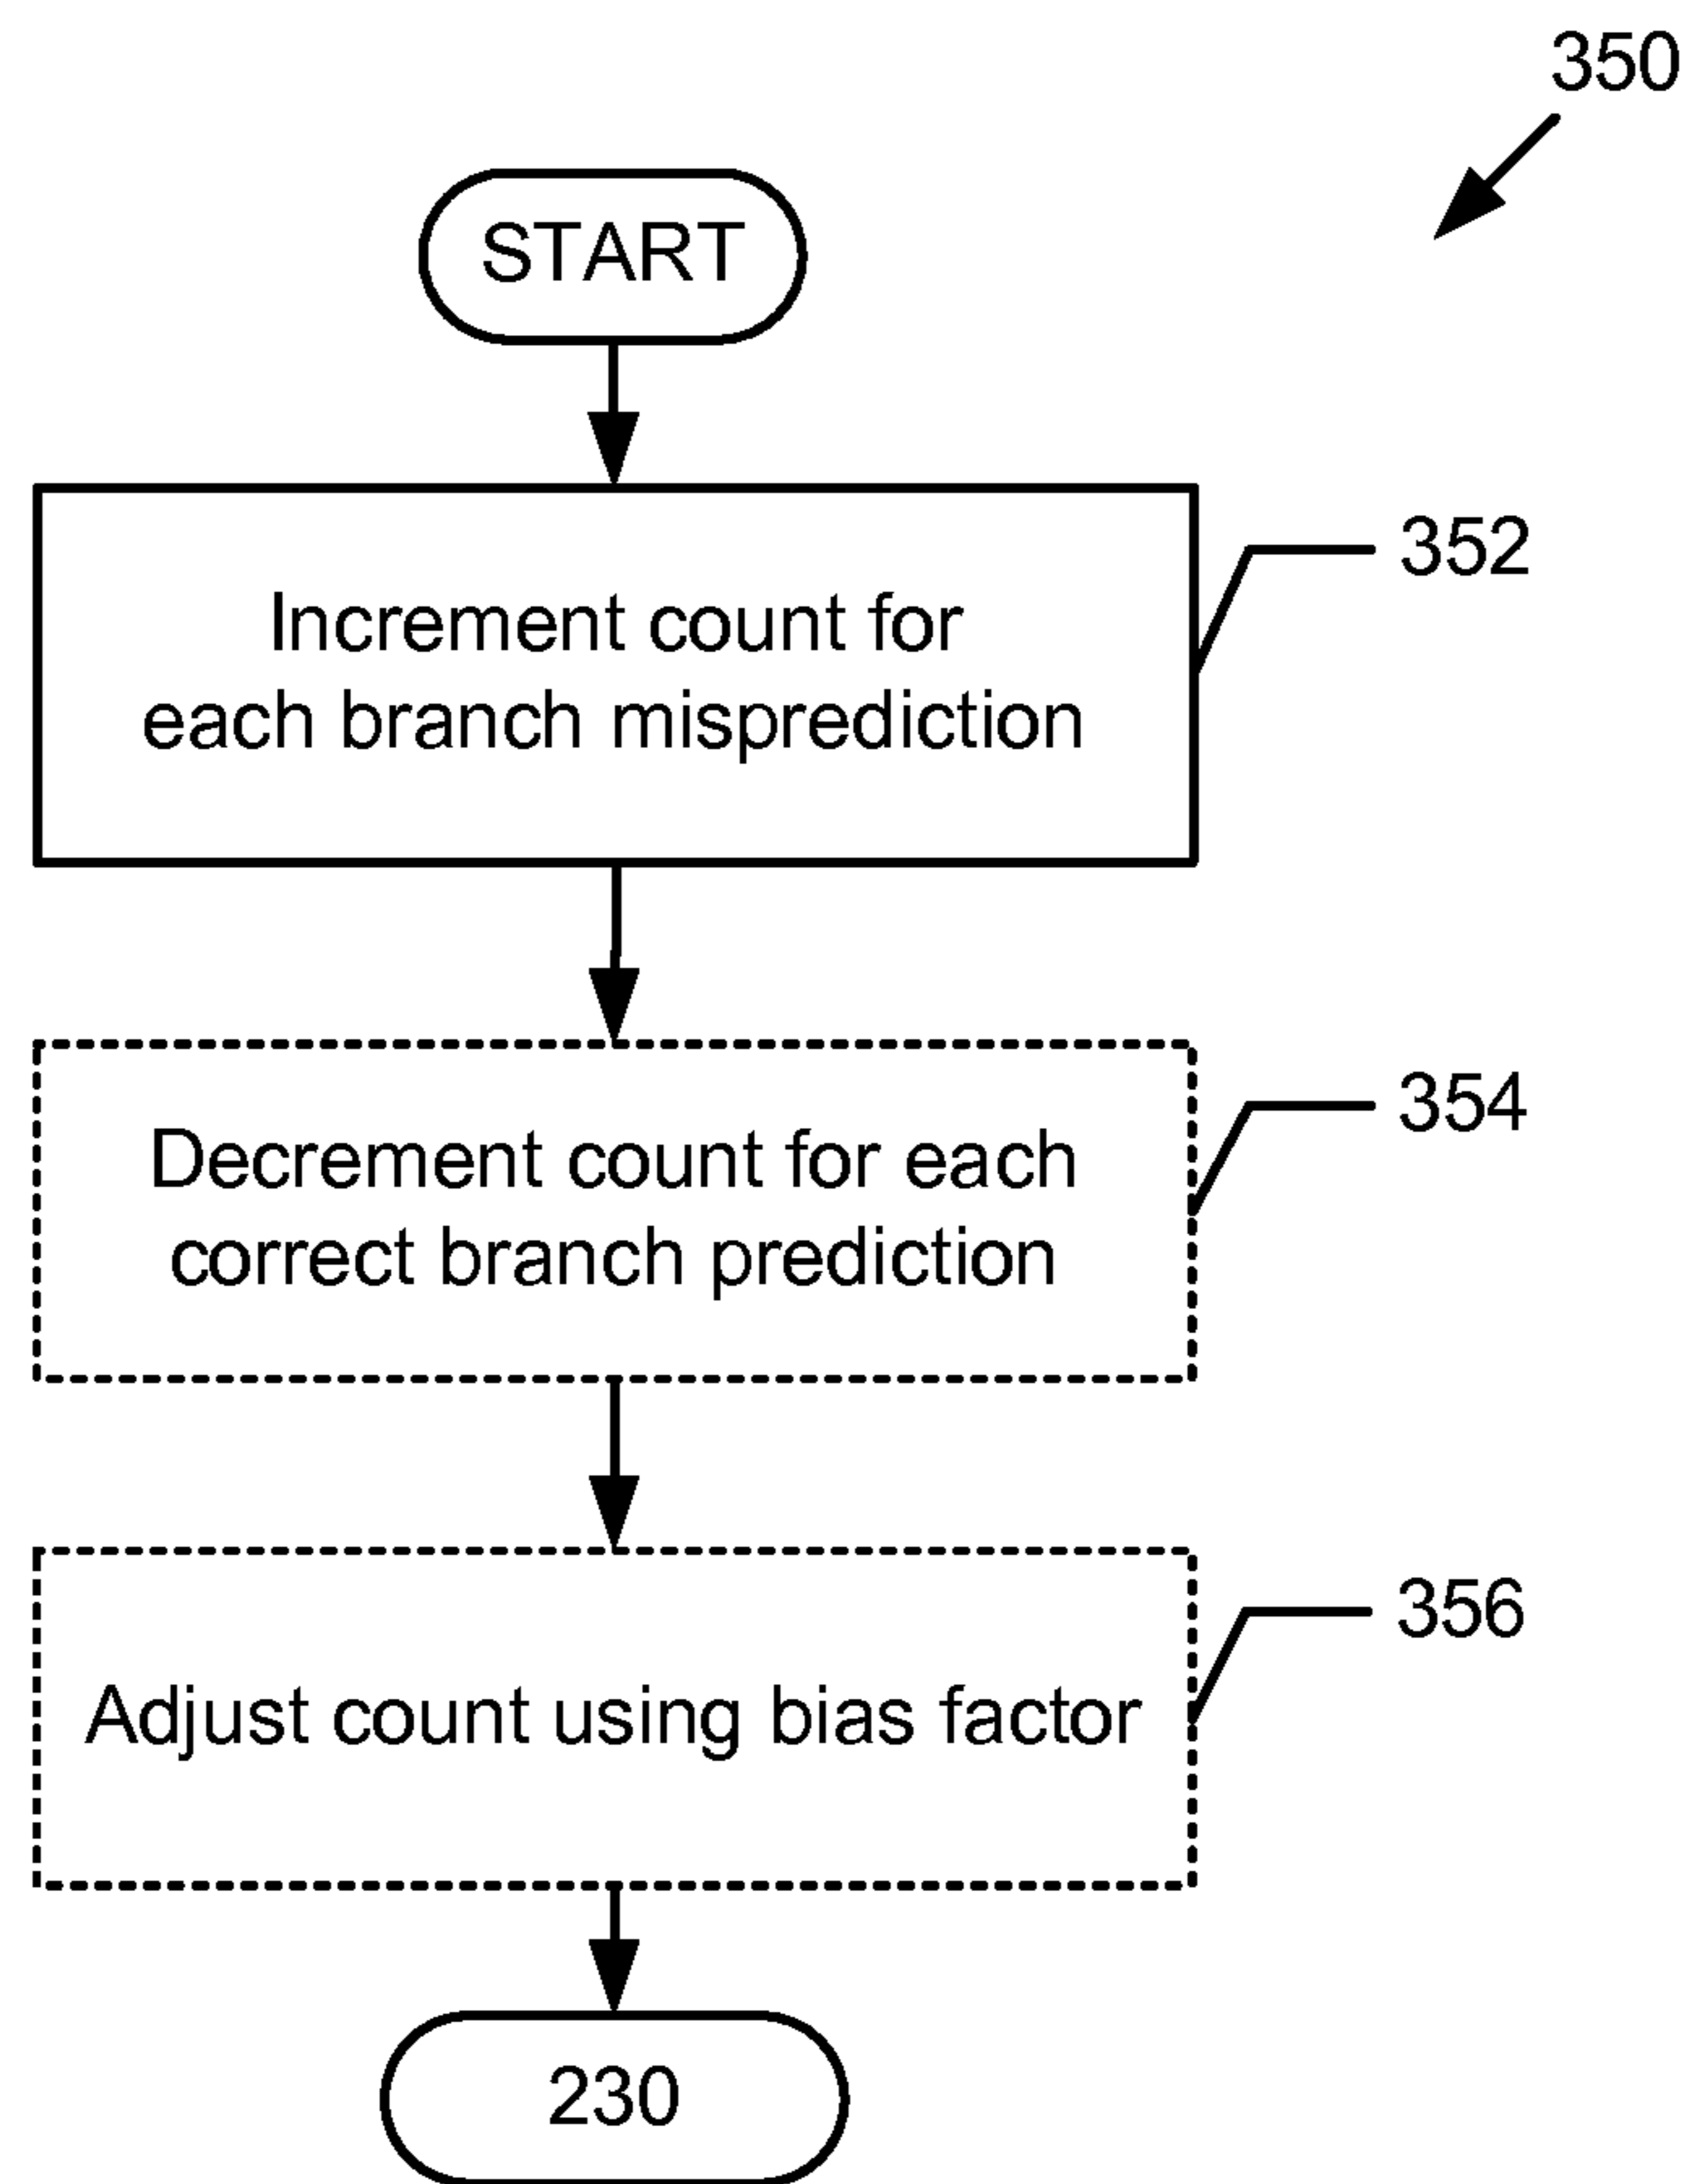 350
START
352
Increment count for
each branch misprediction
354
Decrement count for each
correct branch prediction
356
Adjust count using bias factor
230